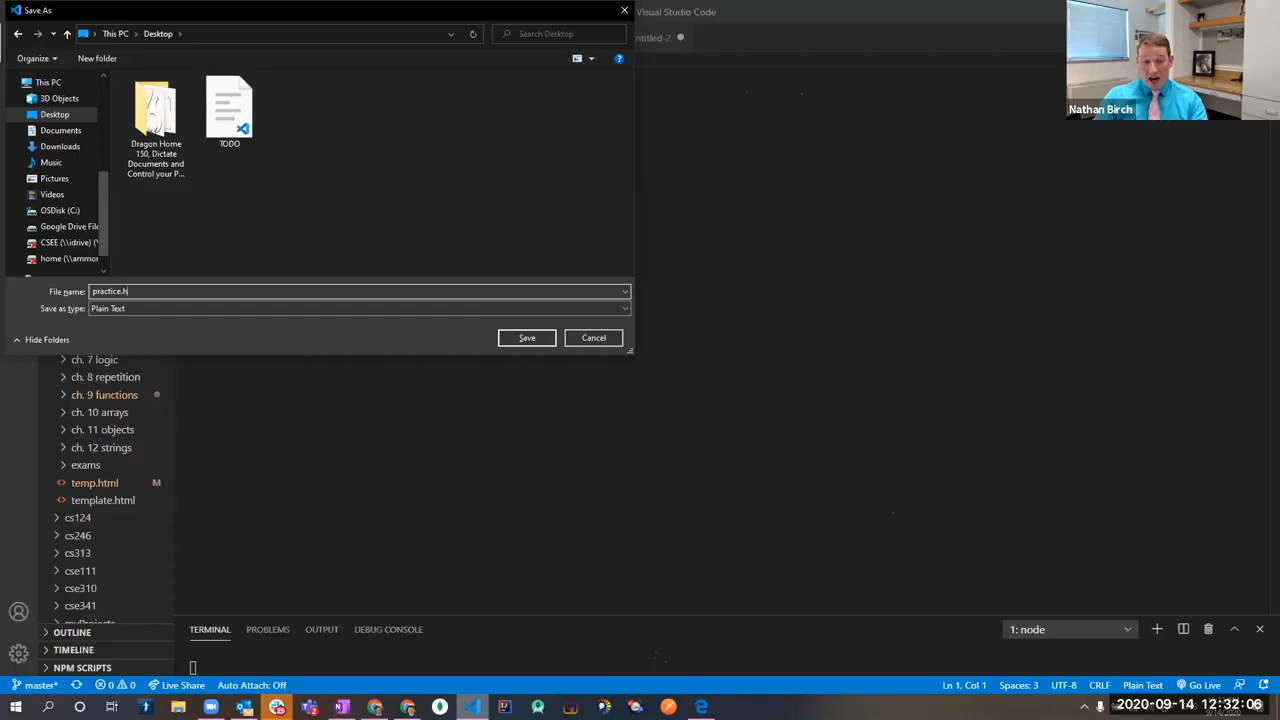 Save As
Visual Studio Code
This PC
Desktop
Search Desktop
ntitled-2
Organize
New folder
This PC
3D Objects
Desktop
Documents
Downloads
Music
Pictures
Videos
OSDisk (C:)
Google Drive File
CSEE (\\idrive) (
home (\\ammor
Dragon Home
150, Dictate
Documents and
Control your P...
TODO
Nathan Birch
File name:
practice.h
Save as type:
Plain Text
Hide Folders
Save
Cancel
ch. 7 logic
ch. 8 repetition
ch. 9 functions
ch. 10 arrays
ch. 11 objects
ch. 12 strings
exams
temp.html
M
template.html
cs124
cs246
cs313
cse111
cse310
cse341
myProjects
OUTLINE
TIMELINE
NPM SCRIPTS
TERMINAL
PROBLEMS
OUTPUT
DEBUG CONSOLE
1: node
master*
0
0
Live Share
Auto Attach: Off
Ln 1, Col 1
Spaces: 3
UTF-8
CRLF
Plain Text
Go Live
2020-09-14 12:32:06